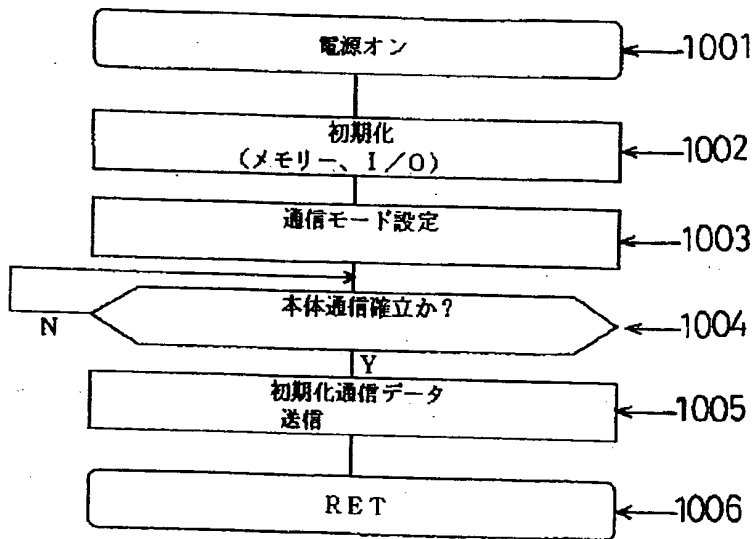 電源オン
1001
初期化
(メモリー、I/O)
1002
通信モード設定
1003
本体通信確立か?
N
1004
Y
初期化通信データ
送信
1005
RET
1006